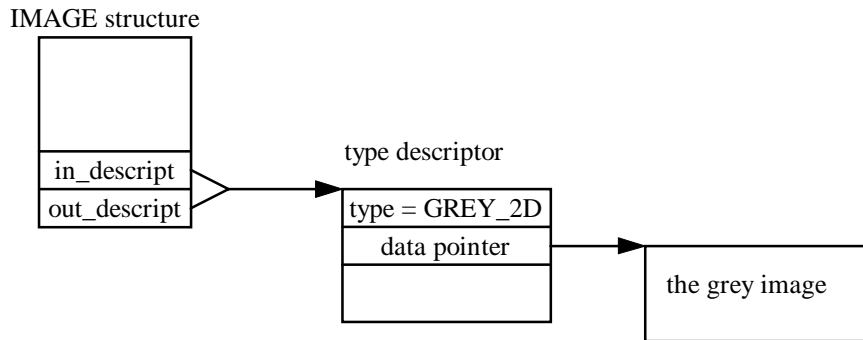 IMAGE structure
in_descript
out_descript
type descriptor
type = GREY_2D
data pointer
the grey image